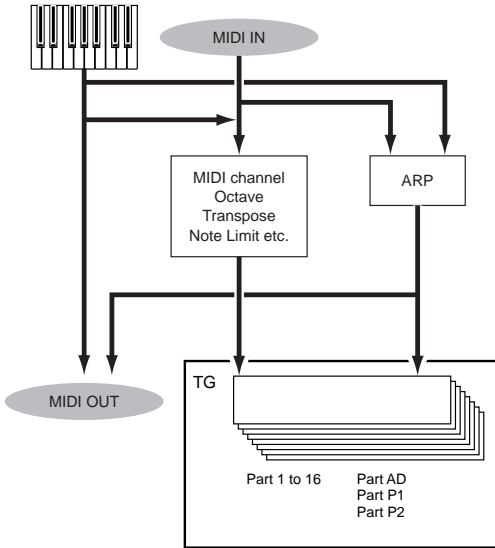 MIDI IN
MIDI channel
Octave
Transpose
Note Limit etc.
ARP
MIDI OUT
TG
Part 1 to 16
Part AD
Part P1
Part P2